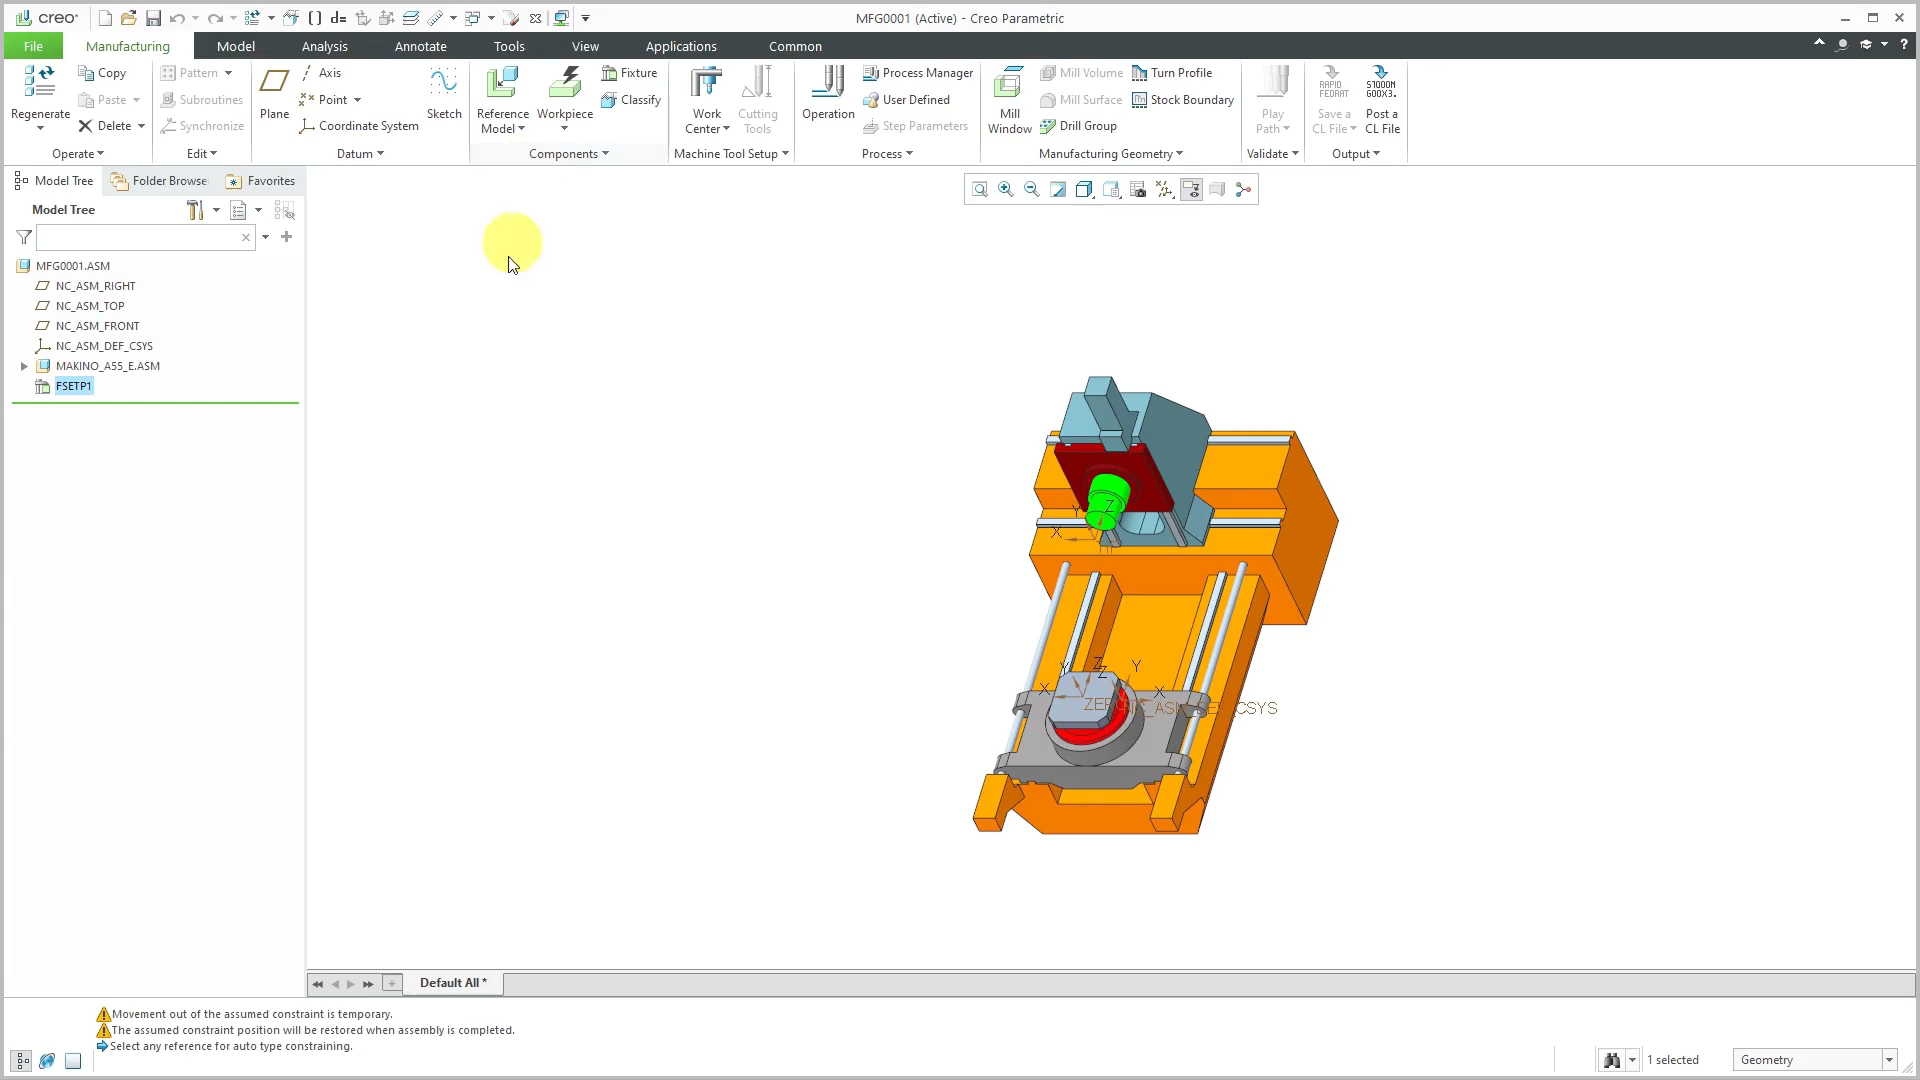 creo
MFG0001 (Active) - Creo Parametric
File
Manufacturing
Model
Analysis
Annotate
Tools
View
Applications
Common
Regenerate
Copy
Paste
Delete
Operate
Pattern
Subroutines
Synchronize
Edit
Plane
Axis
Point
Coordinate System
Sketch
Datum
Reference
Model
Workpiece
Fixture
Classify
Components
Work
Center
Cutting
Tools
Machine Tool Setup
Operation
Process Manager
User Defined
Step Parameters
Process
Mill
Window
Mill Volume
Mill Surface
Drill Group
Turn Profile
Stock Boundary
Manufacturing Geometry
Play
Path
Validate
RAPID
FEDRAT
Save a
CL File
S1000M
G00X3.
Post a
CL File
Output
Model Tree
Folder Browse
Favorites
Model Tree
MFG0001.ASM
NC_ASM_RIGHT
NC_ASM_TOP
NC_ASM_FRONT
NC_ASM_DEF_CSYS
MAKINO_A55_E.ASM
FSETP1
Z
Y
X
Y
Z
Z
Y
X
X
Default All *
Movement out of the assumed constraint is temporary.
The assumed constraint position will be restored when assembly is completed.
Select any reference for auto type constraining.
1 selected
Geometry